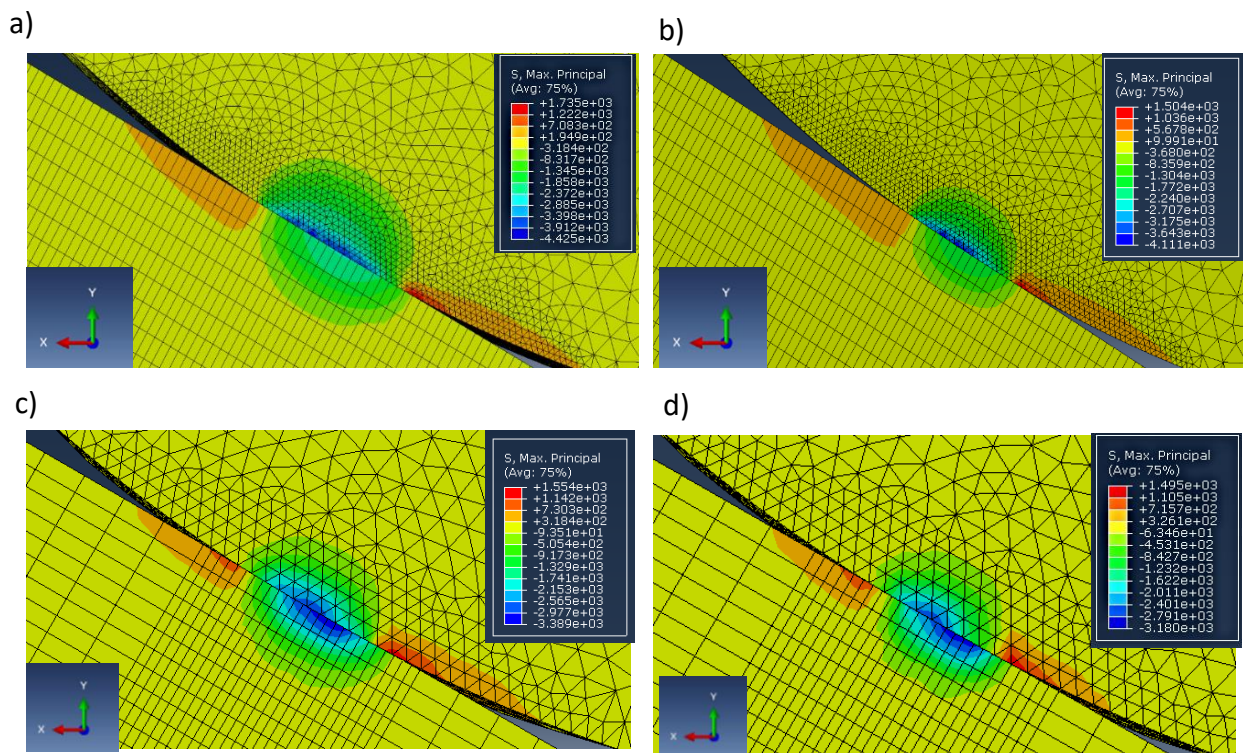 a)
S, Max. Principal
(Avg: 75%)
+1.735e+03
+1.222e+03
+7.083e+02
+1.949e+02
-3.184e+02
-8.317e+02
-1.345e+03
-1.858e+03
-2.372e+03
-2.885e+03
-3.398e+03
-3.912e+03
-4.425e+03
Y
X
b)
S, Max. Principal
(Avg: 75%)
+1.504e+03
+1.036e+03
+5.678e+02
+9.991e+01
-3.680e+02
-8.359e+02
-1.304e+03
-1.772e+03
-2.240e+03
-2.707e+03
-3.175e+03
-3.643e+03
-4.111e+03
Y
X
c)
S, Max. Principal
(Avg: 75%)
+1.554e+03
+1.142e+03
+7.303e+02
+3.184e+02
-9.351e+01
-5.054e+02
-9.173e+02
-1.329e+03
-1.741e+03
-2.153e+03
-2.565e+03
-2.977e+03
-3.389e+03
Y
X
d)
S, Max. Principal
(Avg: 75%)
+1.495e+03
+1.105e+03
+7.157e+02
+3.261e+02
-6.346e+01
-4.531e+02
-8.427e+02
-1.232e+03
-1.622e+03
-2.011e+03
-2.401e+03
-2.791e+03
-3.180e+03
Y
X